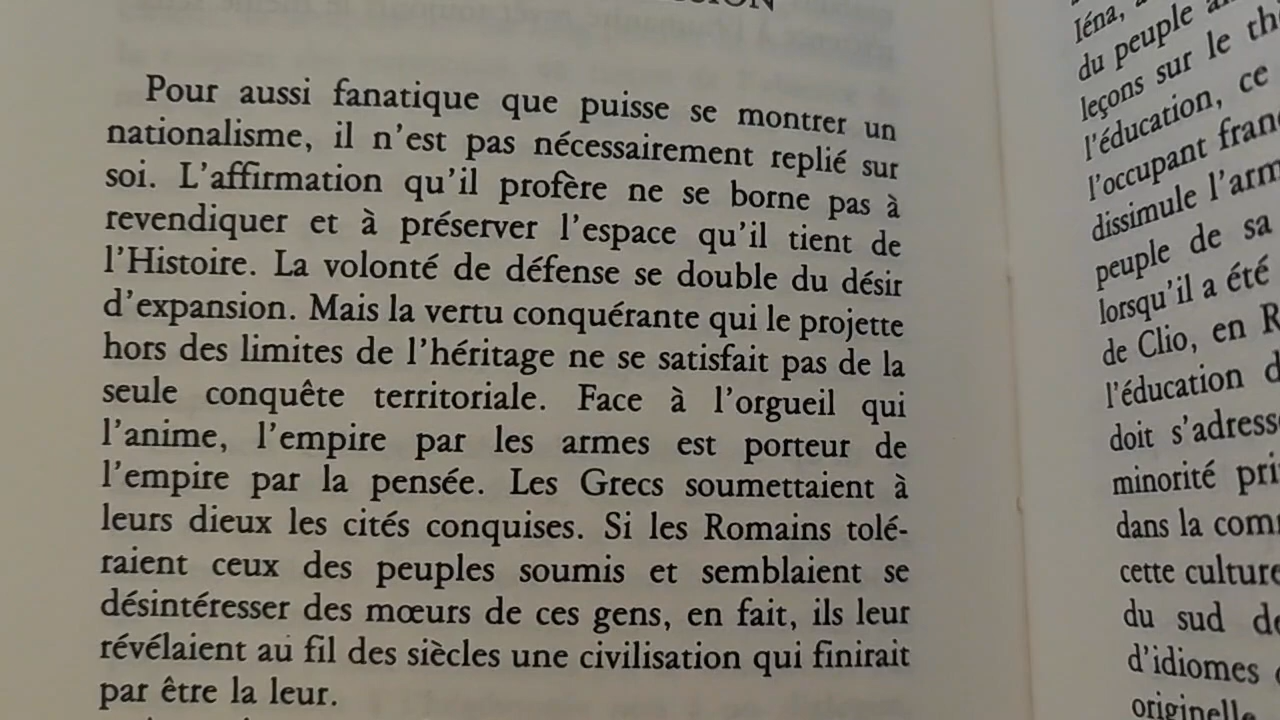 Pour aussi fanatique que puisse se montrer un
nationalisme, il n'est pas nécessairement replié sur
soi. L'affirmation qu'il profère ne se borne pas à
revendiquer et à préserver l'espace qu'il tient de
l'Histoire. La volonté de défense se double du désir
d'expansion. Mais la vertu conquérante qui le projette
hors des limites de l'héritage ne se satisfait pas de la
seule conquête territoriale. Face à l'orgueil qui
l'anime, l'empire par les armes est porteur de
l'empire par la pensée. Les Grecs soumettaient à
leurs dieux les cités conquises. Si les Romains tolé-
raient ceux des peuples soumis et semblaient se
désintéresser des mœurs de ces gens, en fait, ils leur
révélaient au fil des siècles une civilisation qui finirait
par être la leur.
Iéna,
du peuple
leçons sur le
l'éducation, ce
l'occupant
dissimule
peuple de sa
lorsqu'il a été
de Clio, en
l'éducation
doit
minorité
dans la
cette
du sud
d'idiomes